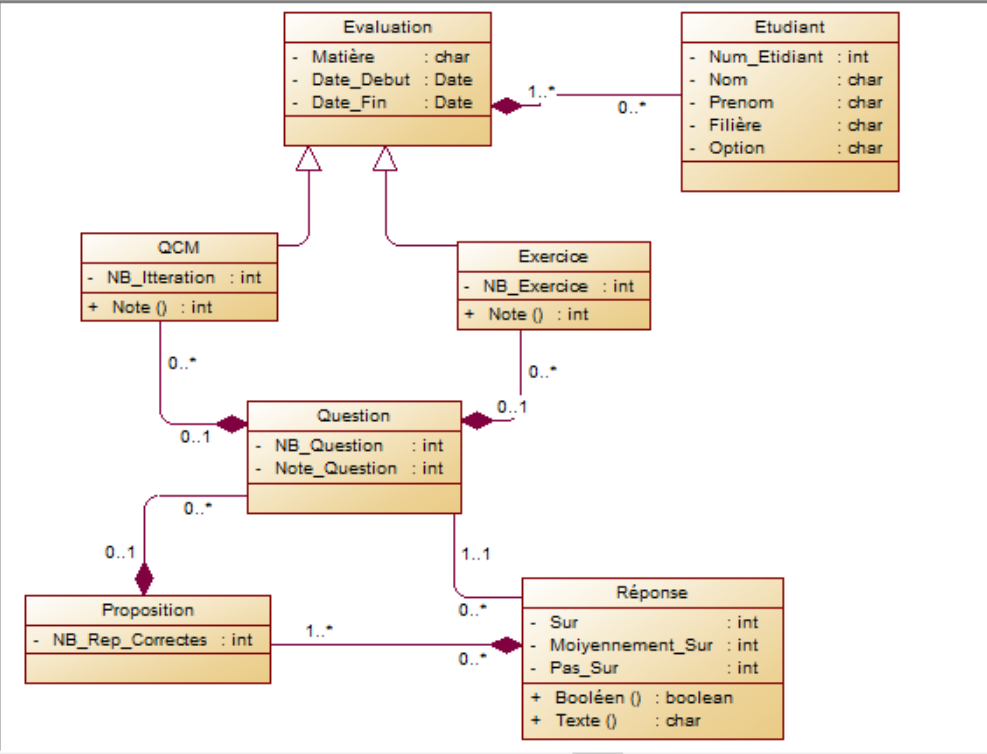 Evaluation
- Matière : char
- Date_Debut : Date
- Date_Fin : Date
Etudiant
- Num_Etidiant : int
- Nom : char
- Prenom : char
- Filière : char
- Option : char
1..*
0..*
QCM
- NB_Itteration : int
+ Note () : int
Exercice
- NB_Exercice : int
+ Note () : int
0..*
0..*
0..1
0..1
Question
- NB_Question : int
- Note_Question : int
0..*
0..1
1..1
0..*
Proposition
- NB_Rep_Correctes : int
1..*
0..*
Réponse
- Sur : int
- Moiyennement_Sur : int
- Pas_Sur : int
+ Booléen () : boolean
+ Texte () : char